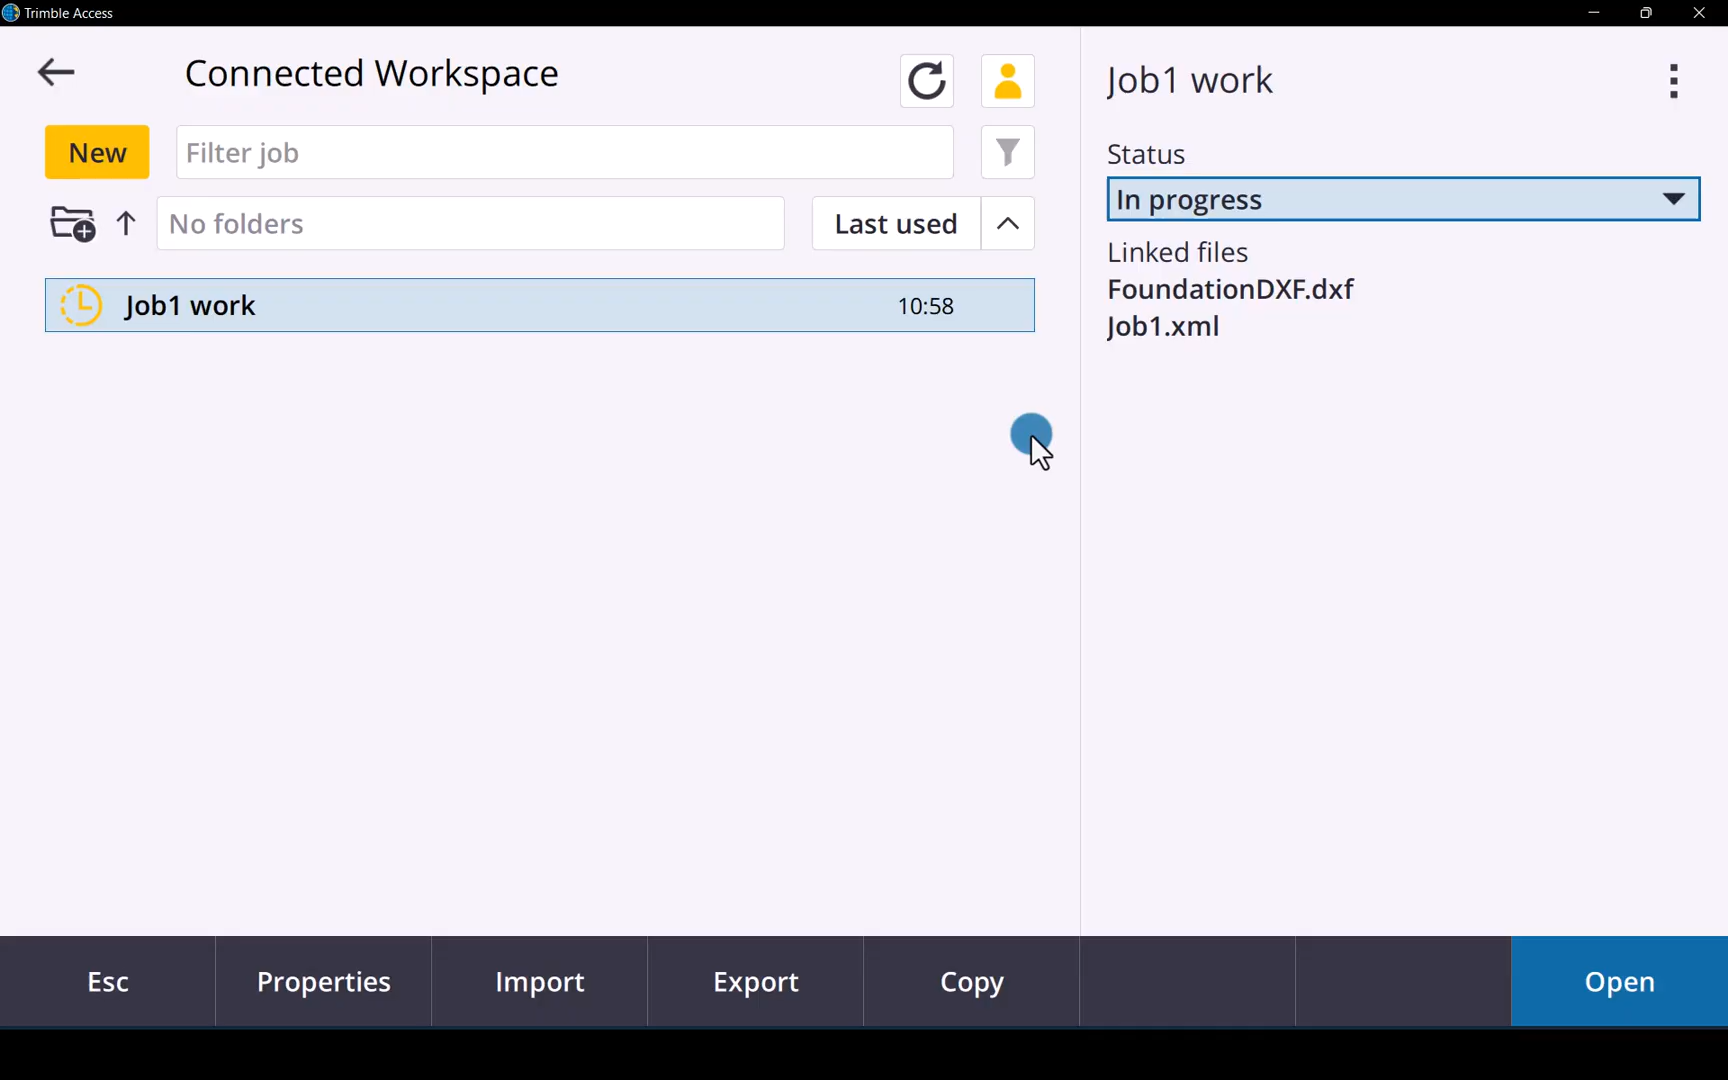 Trimble Access
Connected Workspace
New
Filter job
No folders
Last used
Job1 work
10:58
Job1 work
Status
In progress
Linked files
FoundationDXF.dxf
Job1.xml
Esc
Properties
Import
Export
Copy
Open